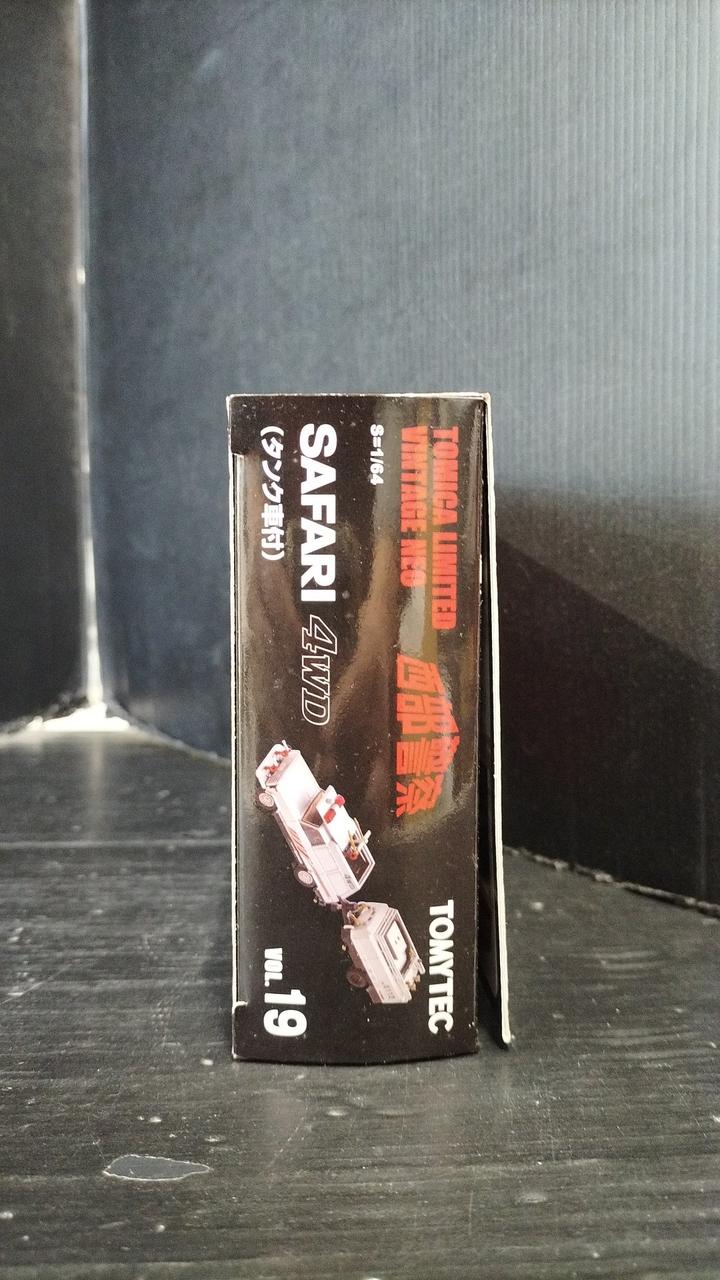 TOMICA LIMITED
VINTAGE NEO
西部警察
TOMYTEC
S=1/64
SAFARI 4WD
(タンク車付)
VOL. 19